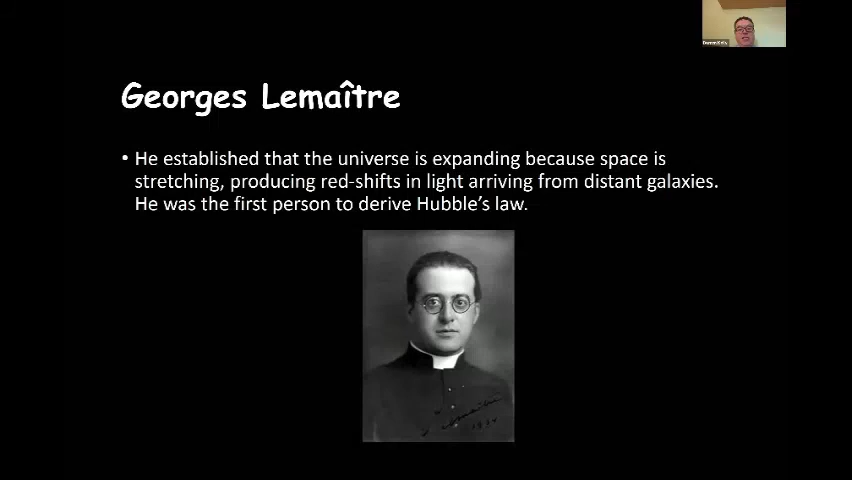 Georges Lemaître
• He established that the universe is expanding because space is
stretching, producing red-shifts in light arriving from distant galaxies.
He was the first person to derive Hubble's law.
1934